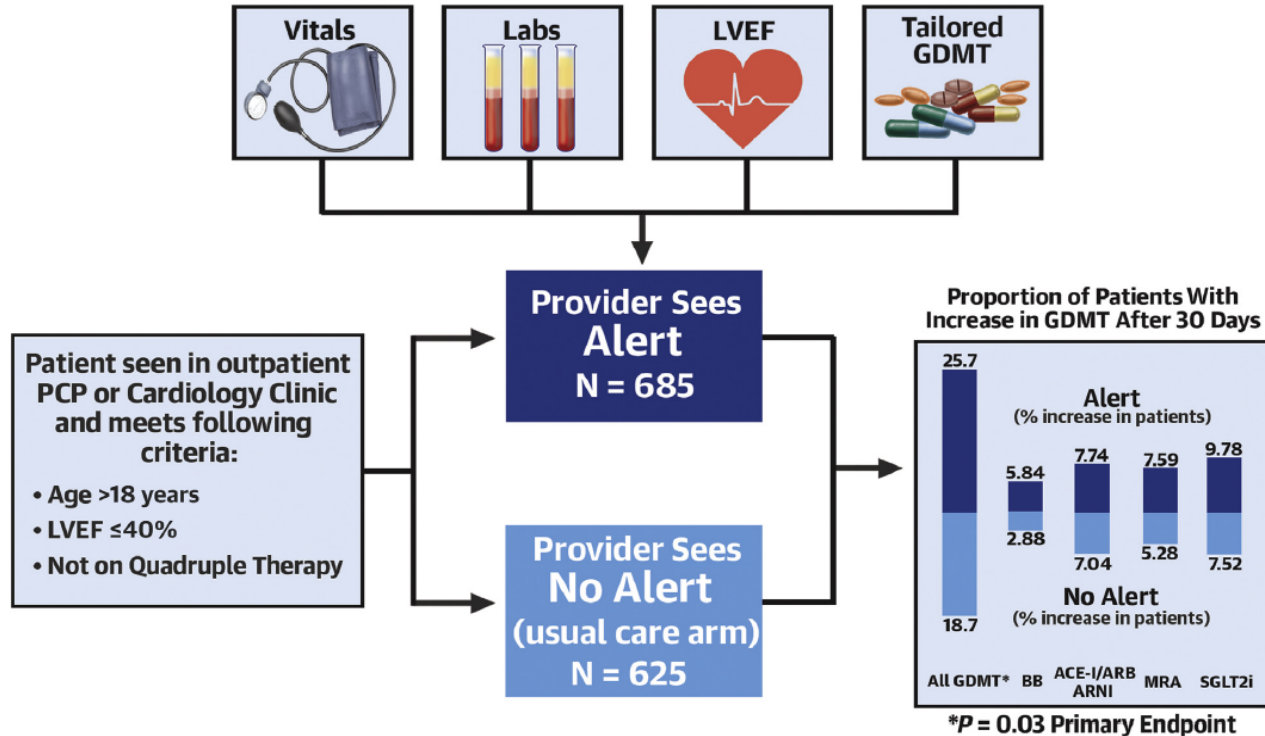 Vitals
Labs
LVEF
Tailored
GDMT
Patient seen in outpatient
PCP or Cardiology Clinic
and meets following
criteria:
• Age >18 years
• LVEF ≤40%
• Not on Quadruple Therapy
Provider Sees
Alert
N = 685
Provider Sees
No Alert
(usual care arm)
N = 625
Proportion of Patients With
Increase in GDMT After 30 Days
25.7
Alert
(% increase in patients)
5.84
7.74
7.59
9.78
2.88
7.04
5.28
7.52
No Alert
(% increase in patients)
18.7
All GDMT*
BB
ACE-I/ARB
ARNI
MRA
SGLT2i
*P = 0.03 Primary Endpoint